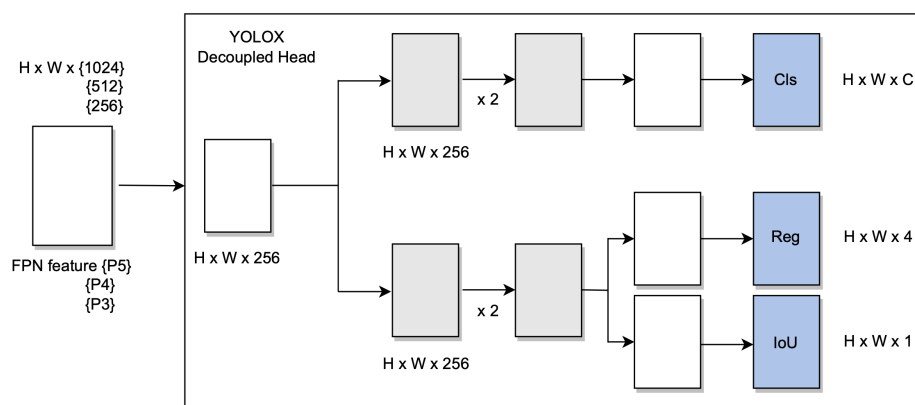 YOLOX
Decoupled Head
H x W x {1024}
{512}
{256}
FPN feature {P5}
{P4}
{P3}
H x W x 256
x 2
H x W x 256
Cls
H x W x C
x 2
H x W x 256
Reg
H x W x 4
IoU
H x W x 1